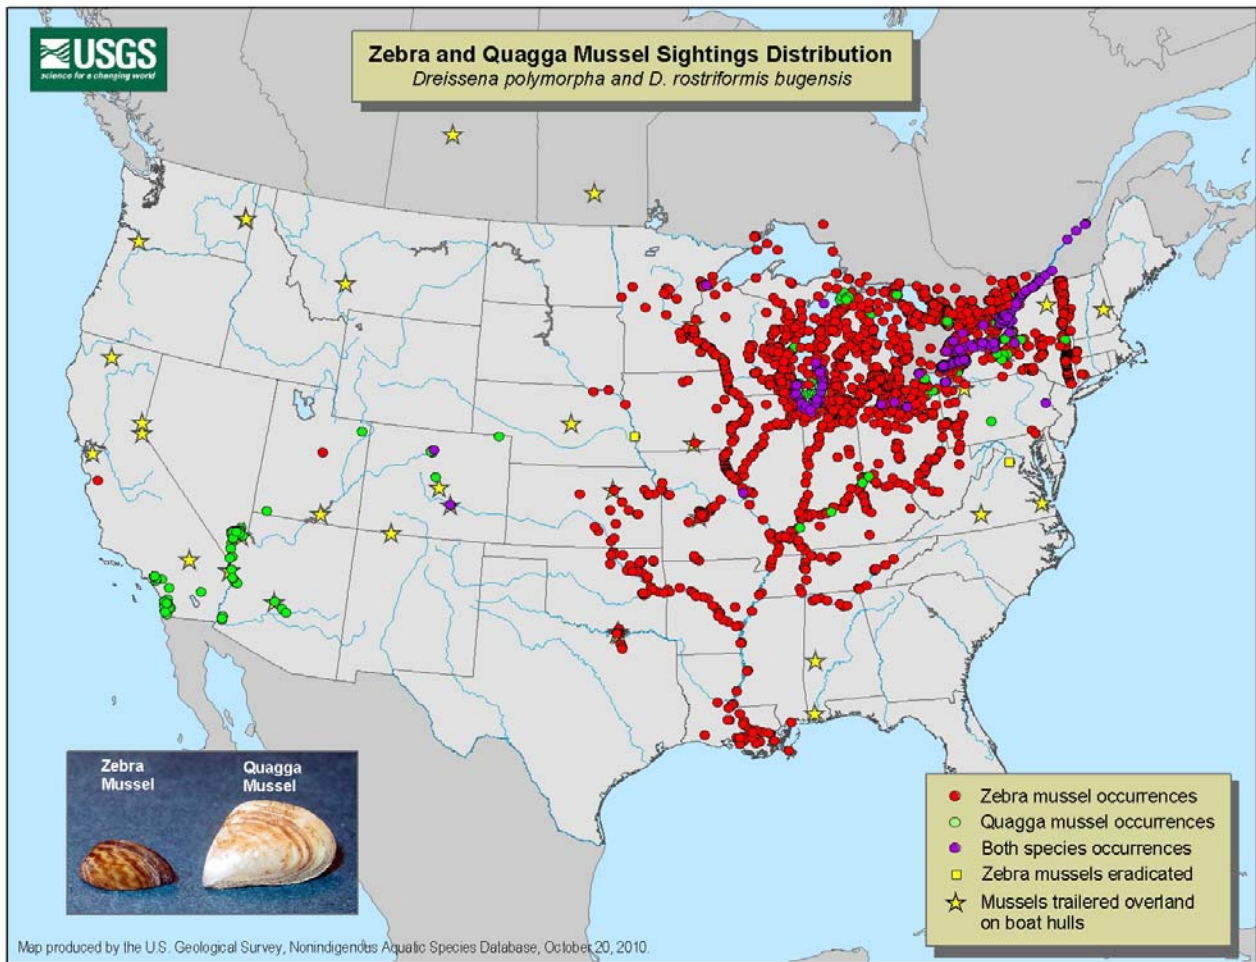 USGS
science for a changing world
Zebra and Quagga Mussel Sightings Distribution
Dreissena polymorpha and D. rostriformis bugensis
Zebra
Mussel
Quagga
Mussel
Zebra mussel occurrences
Quagga mussel occurrences
Both species occurrences
Zebra mussels eradicated
Mussels trailered overland
on boat hulls
Map produced by the U.S. Geological Survey, Nonindigenous Aquatic Species Database, October 20, 2010.